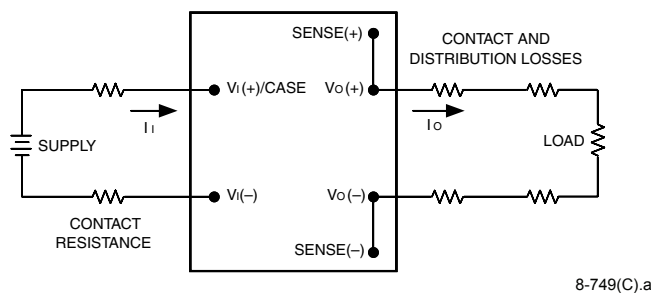 SENSE(+)
CONTACT AND
DISTRIBUTION LOSSES
VI(+)/CASE
VO(+)
II
IO
SUPPLY
LOAD
VI(–)
VO(–)
CONTACT
RESISTANCE
SENSE(–)
8-749(C).a